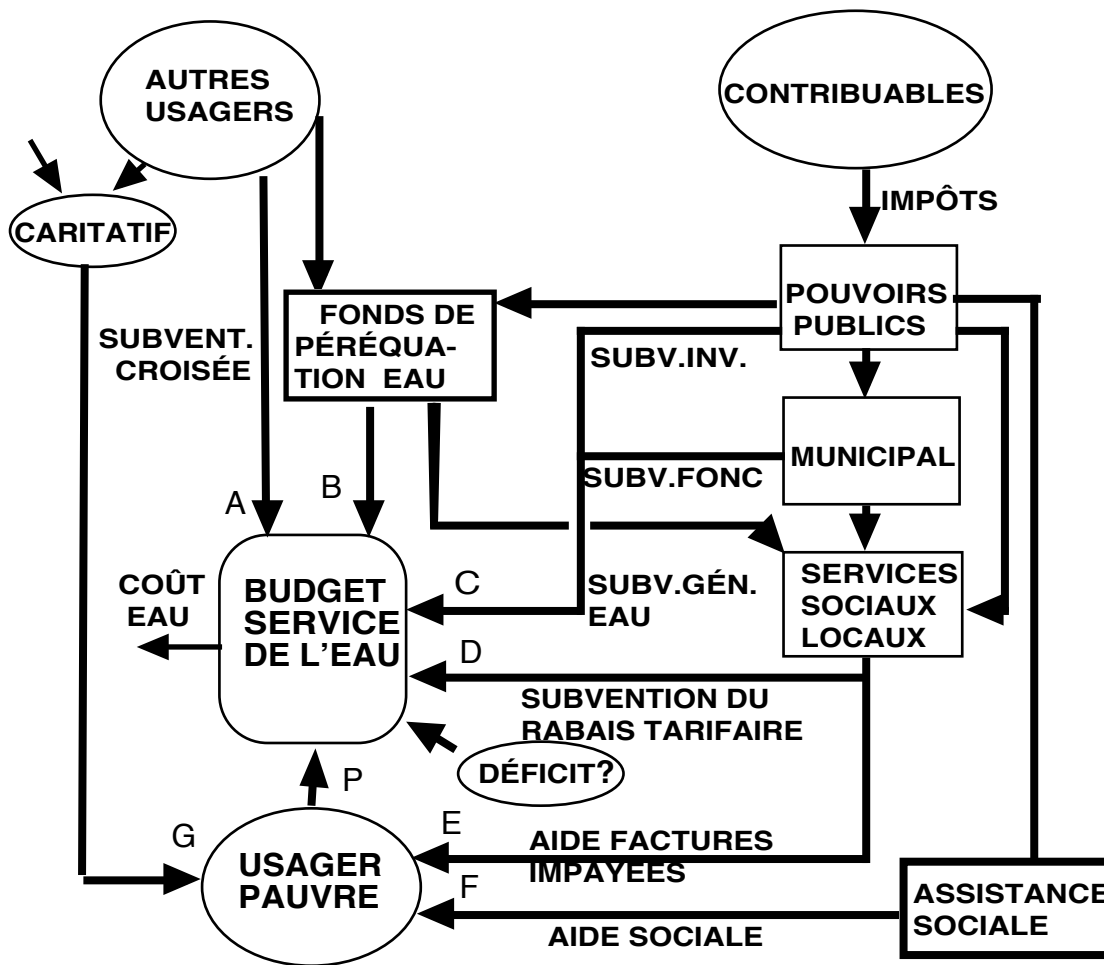 AUTRES
USAGERS
CONTRIBUABLES
IMPÔTS
CARITATIF
POUVOIRS
PUBLICS
FONDS DE
PÉRÉQUA-
TION EAU
SUBVENT.
CROISÉE
SUBV.INV.
MUNICIPAL
SUBV.FONC
A
B
COÛT
EAU
BUDGET
SERVICE
DE L'EAU
C
SUBV.GÉN.
EAU
SERVICES
SOCIAUX
LOCAUX
D
SUBVENTION DU
RABAIS TARIFAIRE
DÉFICIT?
P
G
USAGER
PAUVRE
E
AIDE FACTURES
IMPAYEES
F
AIDE SOCIALE
ASSISTANCE
SOCIALE